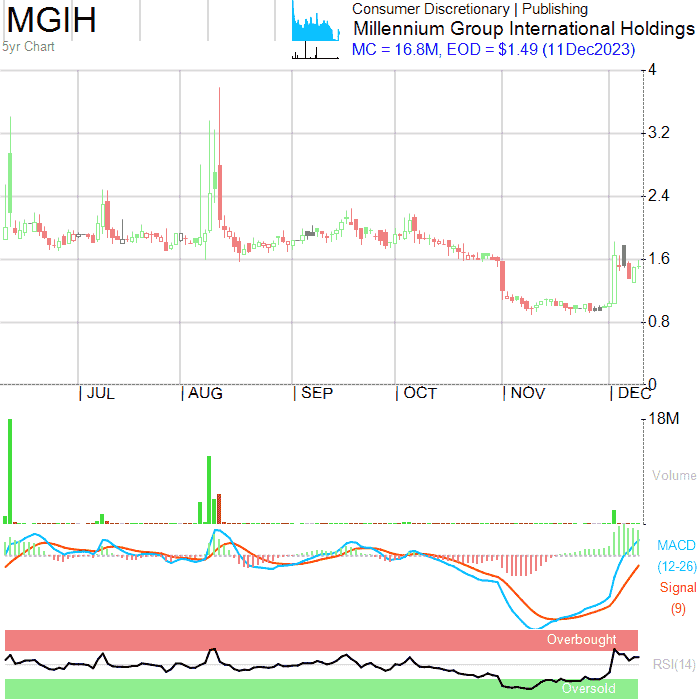 MGIH
5yr Chart
Consumer Discretionary | Publishing
Millennium Group International Holdings
MC = 16.8M, EOD = $1.49 (11Dec2023)
4
3.2
2.4
1.6
0.8
0
| JUL
| AUG
| SEP
| OCT
| NOV
| DEC
18M
Volume
MACD
(12-26)
Signal
(9)
Overbought
RSI(14)
Oversold